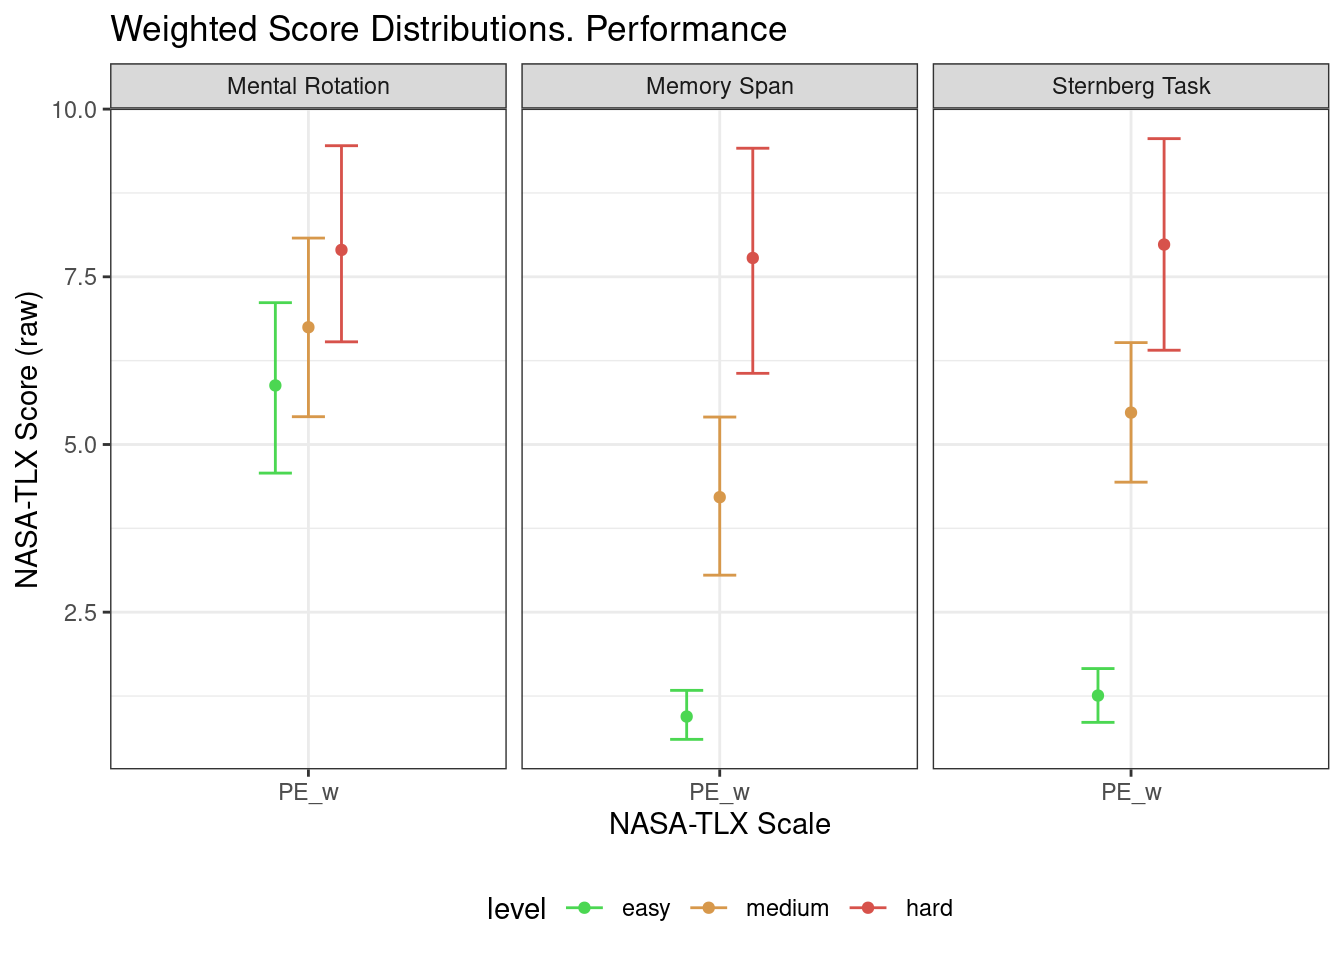 Weighted Score Distributions. Performance
Mental Rotation
Memory Span
Sternberg Task
NASA-TLX Score (raw)
10.0
7.5
5.0
2.5
PE_w
PE_w
PE_w
NASA-TLX Scale
level easy medium hard